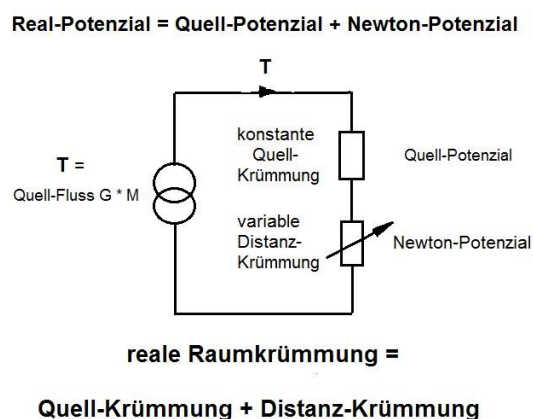 Real-Potenzial = Quell-Potenzial + Newton-Potenzial
T
konstante
Quell-
Krümmung
Quell-Potenzial
T =
Quell-Fluss G * M
variable
Distanz-
Krümmung
Newton-Potenzial
reale Raumkrümmung =
Quell-Krümmung + Distanz-Krümmung